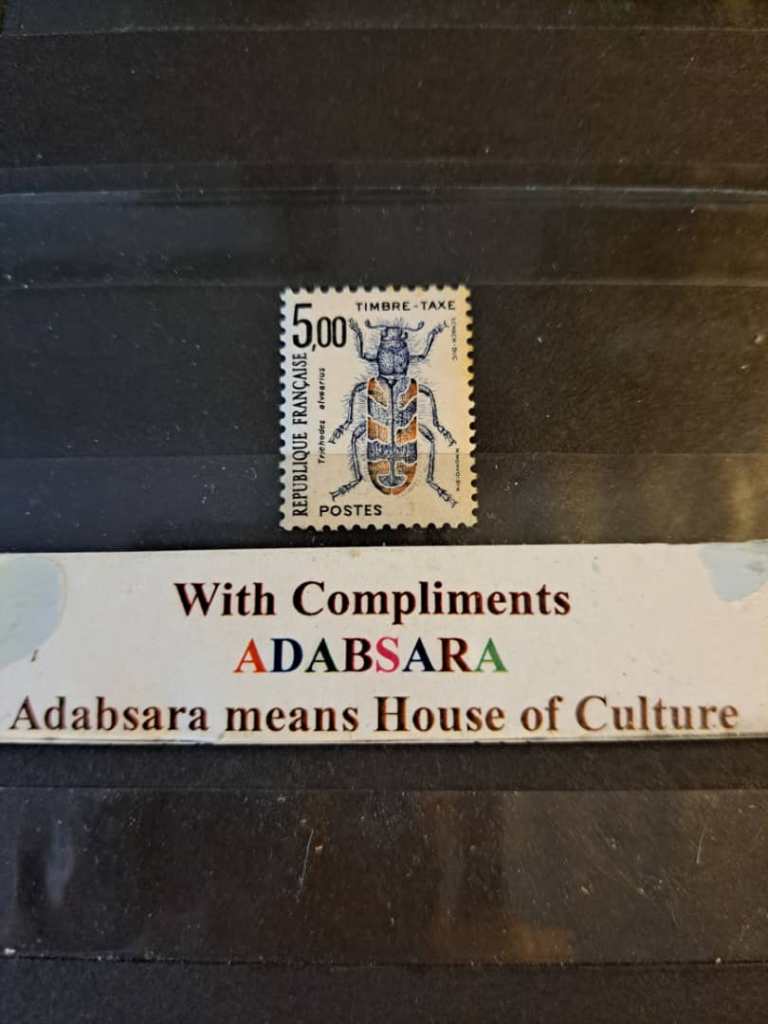 5,00
TIMBRE-TAXE
REPUBLIQUE FRANÇAISE
Trichodes alvearius
POSTES
With Compliments
ADABSARA
Adabsara means House of Culture